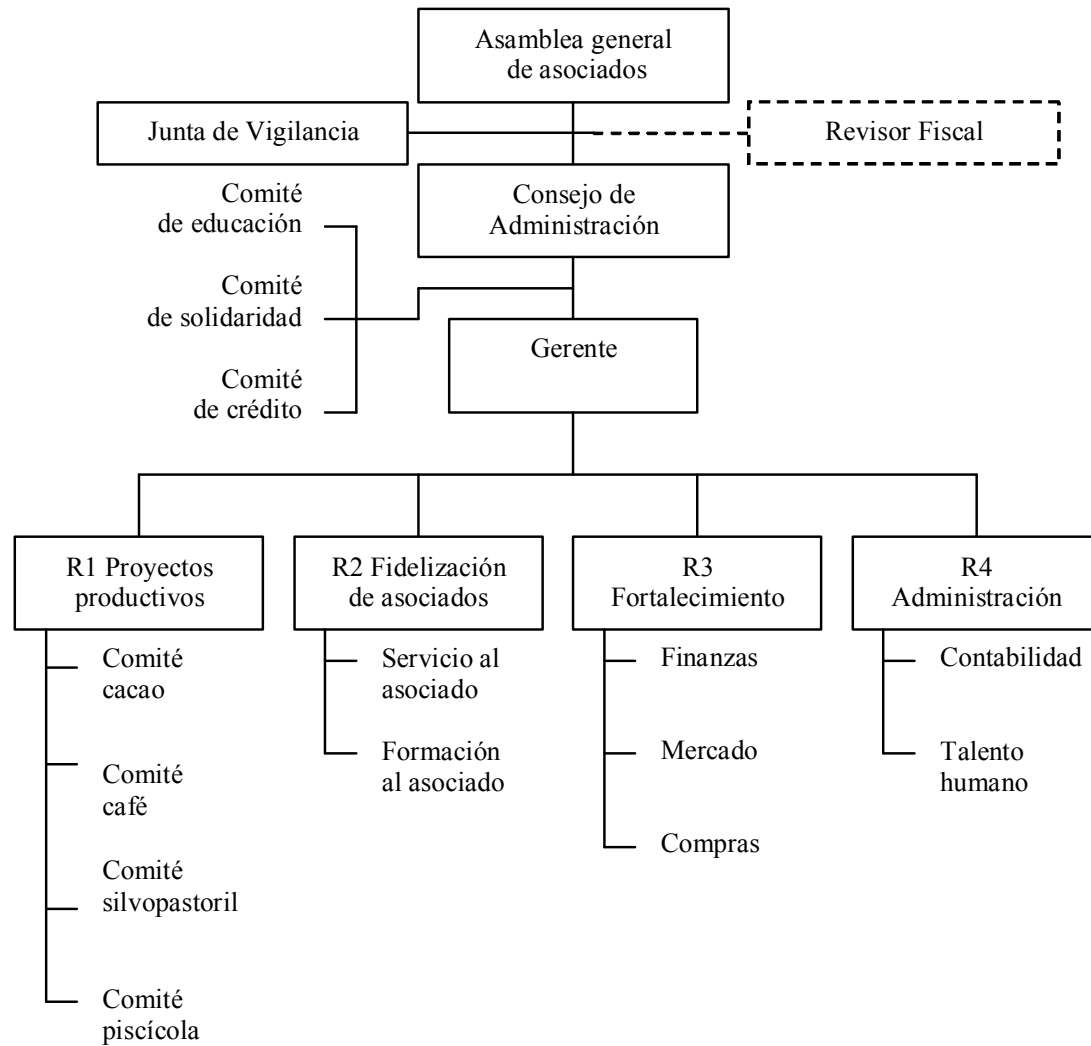 Asamblea general
de asociados
Junta de Vigilancia
Revisor Fiscal
Consejo de
Administración
Comité
de educación
Comité
de solidaridad
Comité
de crédito
Gerente
R1 Proyectos
productivos
Comité
cacao
Comité
café
Comité
silvopastoril
Comité
piscícola
R2 Fidelización
de asociados
Servicio al
asociado
Formación
al asociado
R3
Fortalecimiento
Finanzas
Mercado
Compras
R4
Administración
Contabilidad
Talento
humano